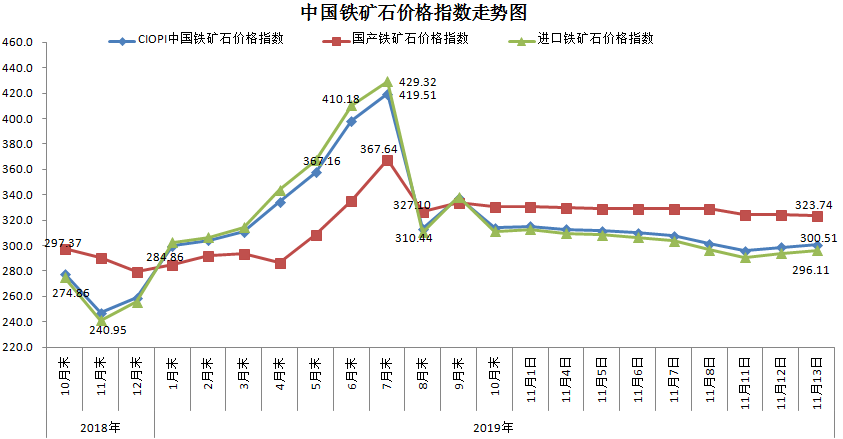 中国铁矿石价格指数走势图
CIOPI中国铁矿石价格指数
国产铁矿石价格指数
进口铁矿石价格指数
460.0
440.0
420.0
400.0
380.0
360.0
340.0
320.0
300.0
280.0
260.0
240.0
220.0
297.37
274.86
240.95
284.86
367.16
410.18
429.32
419.51
367.64
327.10
310.44
323.74
300.51
296.11
10月末
11月末
12月末
1月末
2月末
3月末
4月末
5月末
6月末
7月末
8月末
9月末
10月末
11月1日
11月4日
11月5日
11月6日
11月7日
11月8日
11月11日
11月12日
11月13日
2018年
2019年